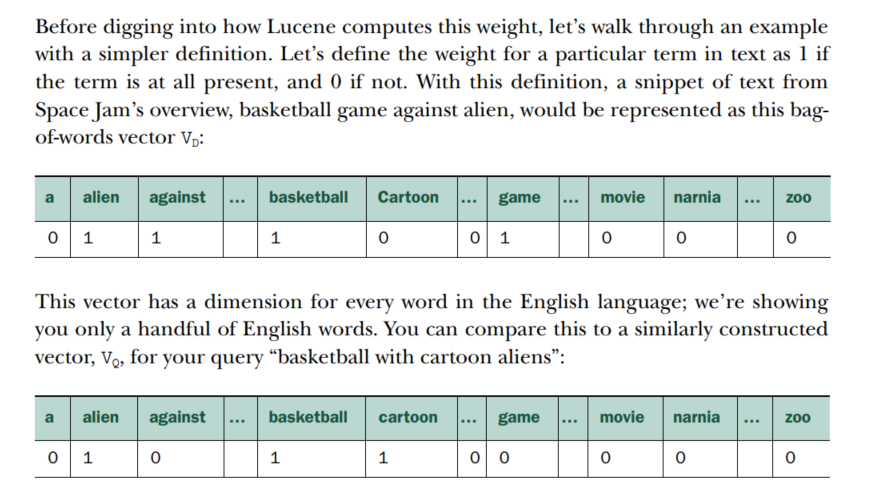 Before digging into how Lucene computes this weight, let’s walk through an example
with a simpler definition. Let’s define the weight for a particular term in text as 1 if
the term is at all present, and 0 if not. With this definition, a snippet of text from
Space Jam’s overview, basketball game against alien, would be represented as this bag-
of-words vector VD:
a alien against ... basketball Cartoon ... game ... movie narnia ... zoo
0 1 1 1 0 0 1 0 0 0
This vector has a dimension for every word in the English language; we’re showing
you only a handful of English words. You can compare this to a similarly constructed
vector, VQ, for your query “basketball with cartoon aliens”:
a alien against ... basketball cartoon ... game ... movie narnia ... zoo
0 1 0 1 1 0 0 0 0 0